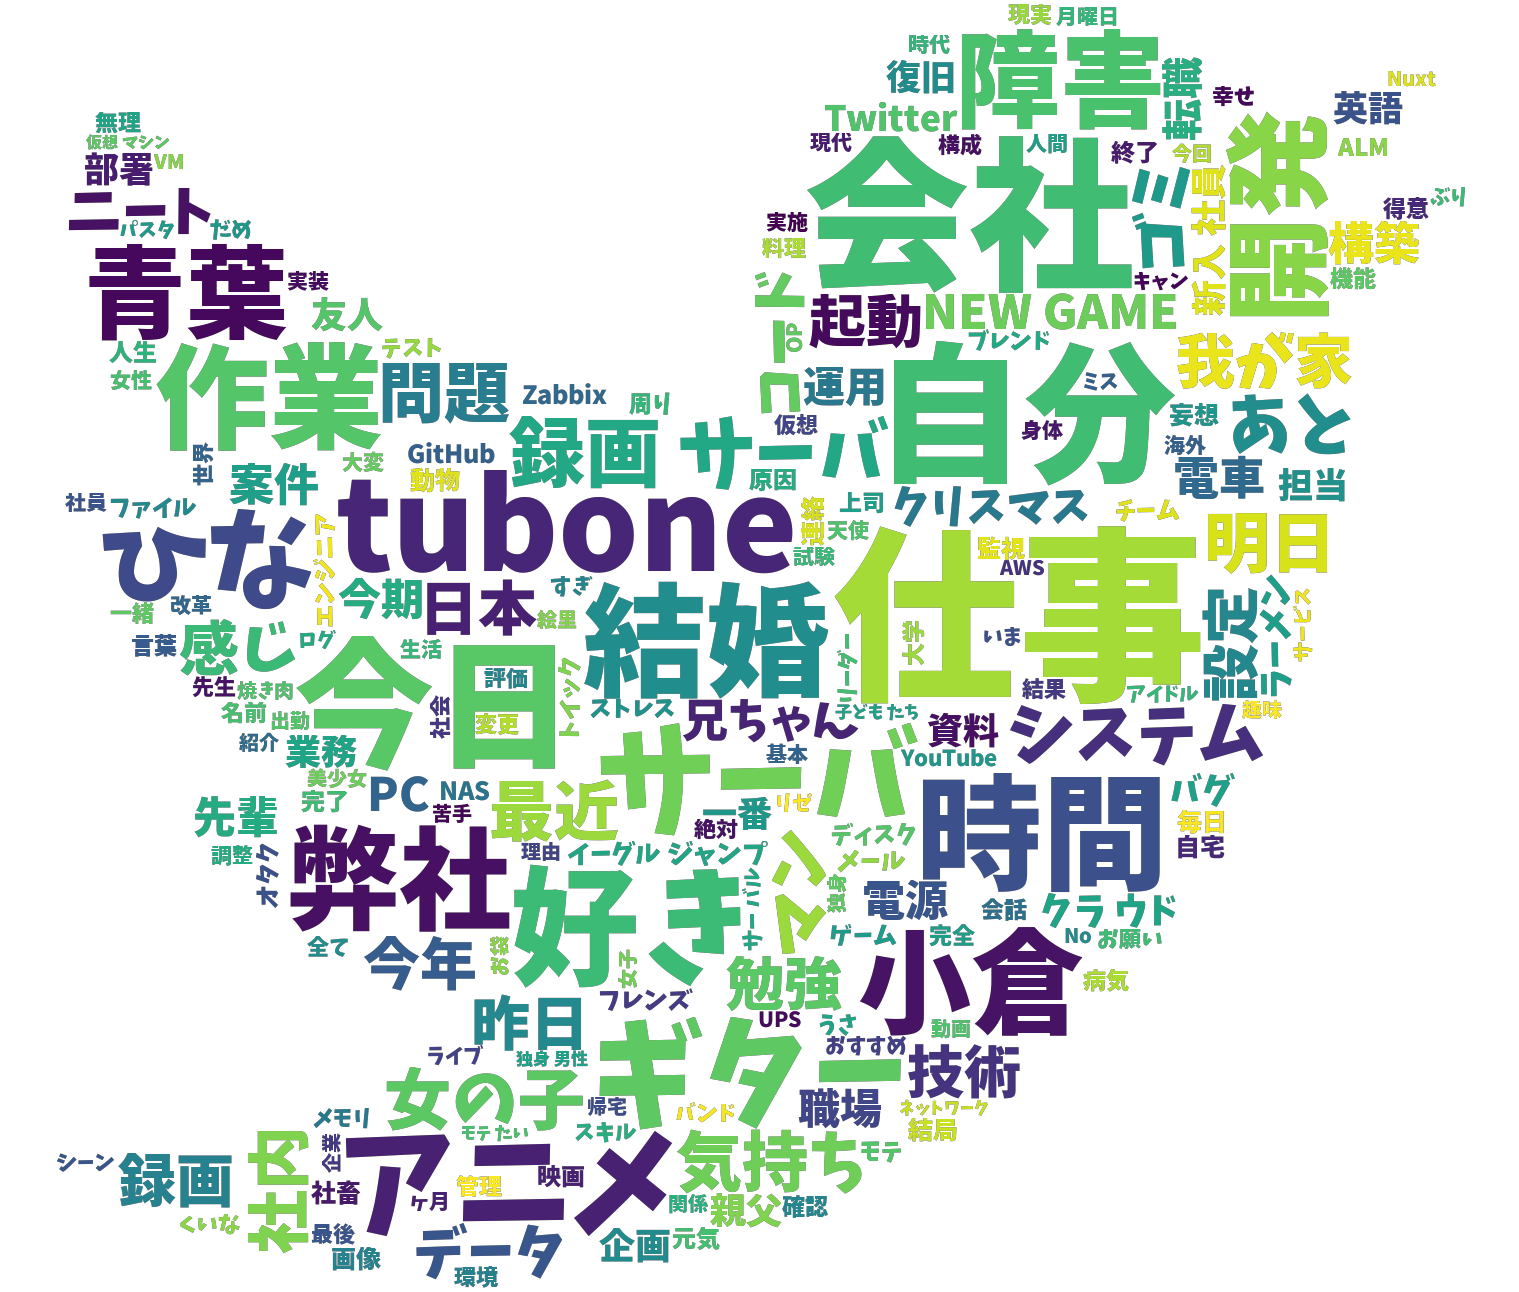 現実 月曜日
時代
障害
復旧
転職
Nuxt
幸せ
英語
Twitter
開発
ALM
無理
仮想 マシン
部署
VM
現代
構成
人間
終了
今回
会社
ゴミ
新入 社員
ニート
パスタ
だめ
得意
ぶり
実施
料理
構築
青葉
実装
キャン
機能
コード
OP
起動
NEW GAME
友人
ブレンド
我が家
人生
女性
作業
テスト
問題
Zabbix
周り
運用
自分
ミス
妄想
あと
仮想
身体
海外
GitHub
録画 サーバ
世界
大変
動物
原因
電車
担当
案件
tubone
社員
ファイル
連絡
上司
クリスマス
チーム
天使
明日
ひな
エンジニア
試験
仕事
監視
AWS
今期
日本
すぎ
絵里
結婚
一緒
改革
設定
ラーメン
サービス
感じ
ログ
言葉
生活
大学
いま
リーダー
今日
評価
トイック
先生
焼き肉
名前
出勤
社会
変更
ストレス
兄ちゃん
子どもたち
資料
結果
アイドル
趣味
システム
紹介
業務
サーバ
基本
YouTube
美少女
完了
PC
NAS
苦手
最近
一番
リゼ
時間
バグ
先輩
絶対
ディスク
毎日
自宅
調整
オタク
弊社
理由
イーグル
ジャンプ
マン
メール
好き
サーバル
独身
電源
会話
クラウド
全て
今年
お袋
女子
ゲーム
完全
No
お願い
小倉
勉強
病気
昨日
フレンズ
UPS
うさ
動画
ギター
おすすめ
ライブ
独身 男性
技術
女の子
帰宅
バンド
職場
ネットワーク
結局
メモリ
モテたい
スキル
シーン
録画
社内
企業
アニメ
気持ち
モテ
社畜
ヶ月
管理
映画
関係
親父
確認
くいな
最後
画像
データ
環境
企画
元気